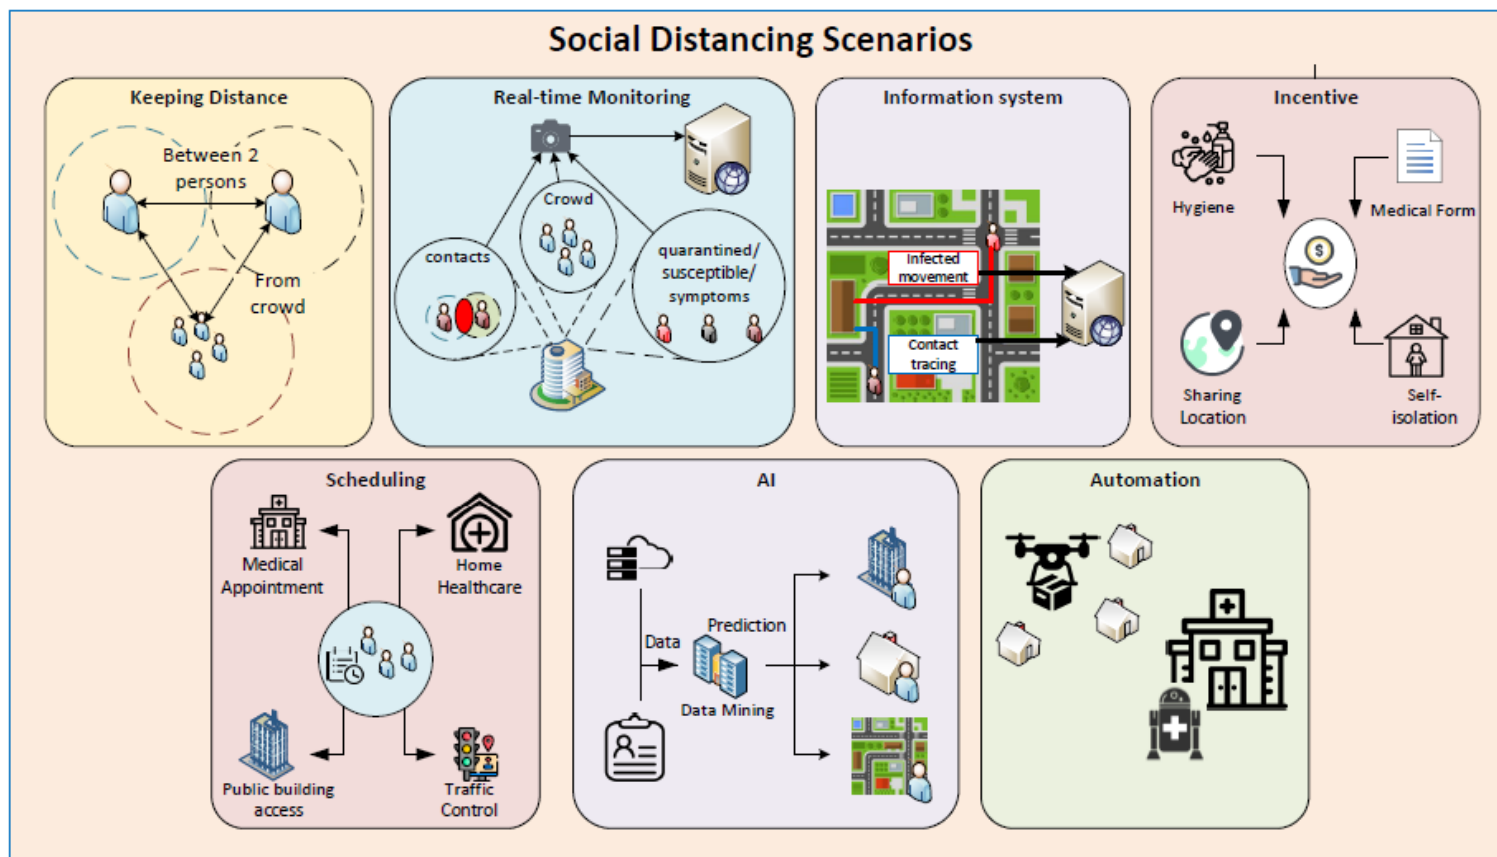 Social Distancing Scenarios
Keeping Distance
Between 2
persons
From
crowd
Real-time Monitoring
Crowd
contacts
quarantined/
susceptible/
symptoms
Information system
Infected
movement
Contact
tracing
Incentive
Hygiene
Medical Form
$
Sharing
Location
Self-
isolation
Scheduling
Medical
Appointment
Home
Healthcare
Public building
access
Traffic
Control
AI
Data
Prediction
Data Mining
Automation